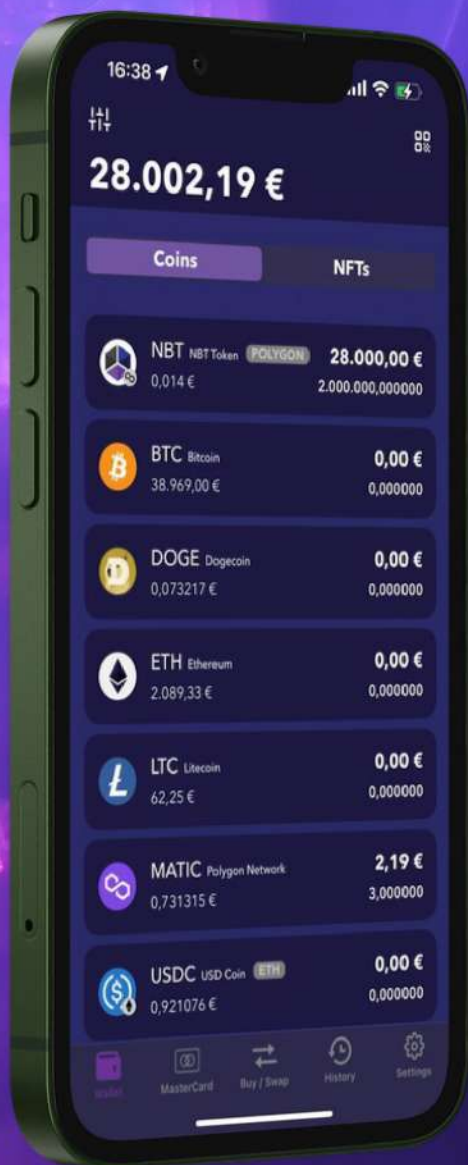 16:38
28.002,19 €
Coins NFTs
NBT NBT Token POLYGON 28.000,00 €
0,014 € 2.000.000,000000
BTC Bitcoin 0,00 €
38.969,00 € 0,000000
DOGE Dogecoin 0,00 €
0,073217 € 0,000000
ETH Ethereum 0,00 €
2.089,33 € 0,000000
LTC Litecoin 0,00 €
62,25 € 0,000000
MATIC Polygon Network 2,19 €
0,731315 € 3,000000
USDC USD Coin ETH 0,00 €
0,921076 € 0,000000
Wallet MasterCard Buy / Swap History Settings